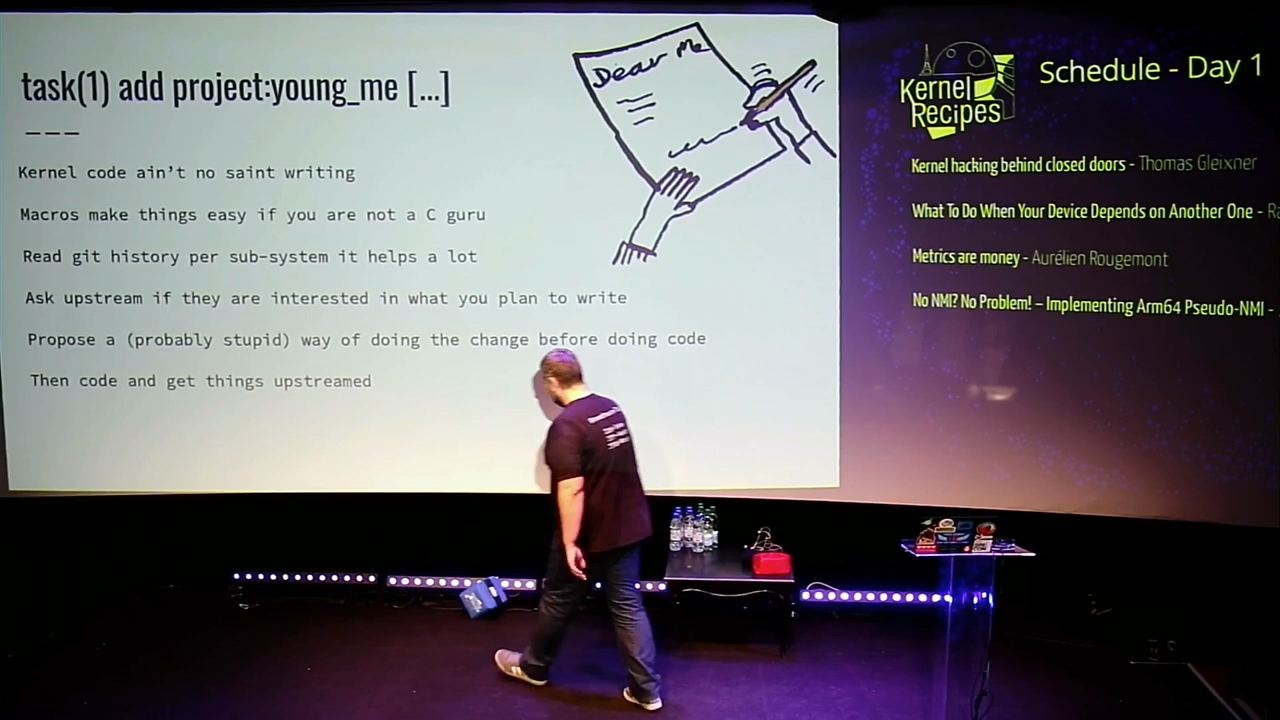 task(1) add project:young_me [...]
---
Kernel code ain't no saint writing
Macros make things easy if you are not a C guru
Read git history per sub-system it helps a lot
Ask upstream if they are interested in what you plan to write
Propose a (probably stupid) way of doing the change before doing code
Then code and get things upstreamed
Dear Me
Kernel
Recipes
Schedule - Day 1
Kernel hacking behind closed doors - Thomas Gleixner
What To Do When Your Device Depends on Another One -
Metrics are money - Aurélien Rougemont
No NMI? No Problem! – Implementing Arm64 Pseudo-NMI -